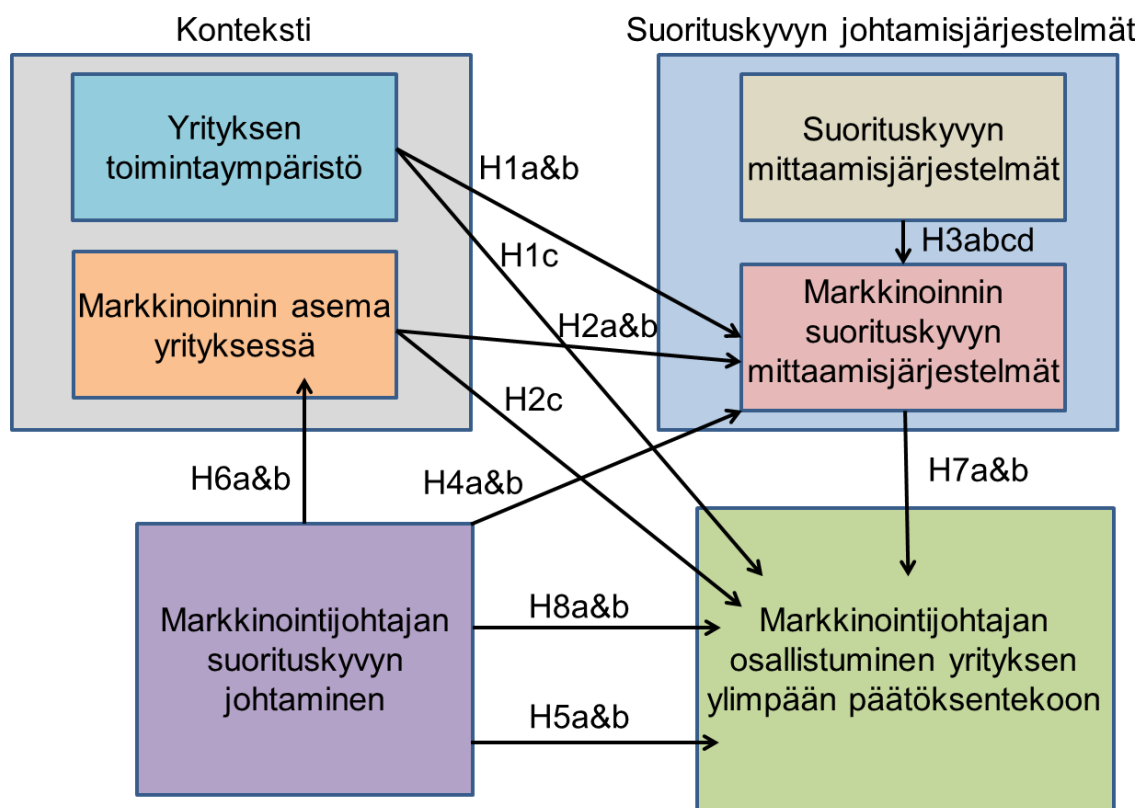 Konteksti
Suorituskyvyn johtamisjärjestelmät
Yrityksen
toimintaympäristö
Suorituskyvyn
mittaamisjärjestelmät
H1a&b
H1c
H3abcd
Markkinoinnin asema
yrityksessä
H2a&b
Markkinoinnin
suorituskyvyn
mittaamisjärjestelmät
H2c
H6a&b
H4a&b
H7a&b
Markkinointijohtajan
suorituskyvyn
johtaminen
H8a&b
H5a&b
Markkinointijohtajan
osallistuminen yrityksen
ylimpään päätöksentekoon